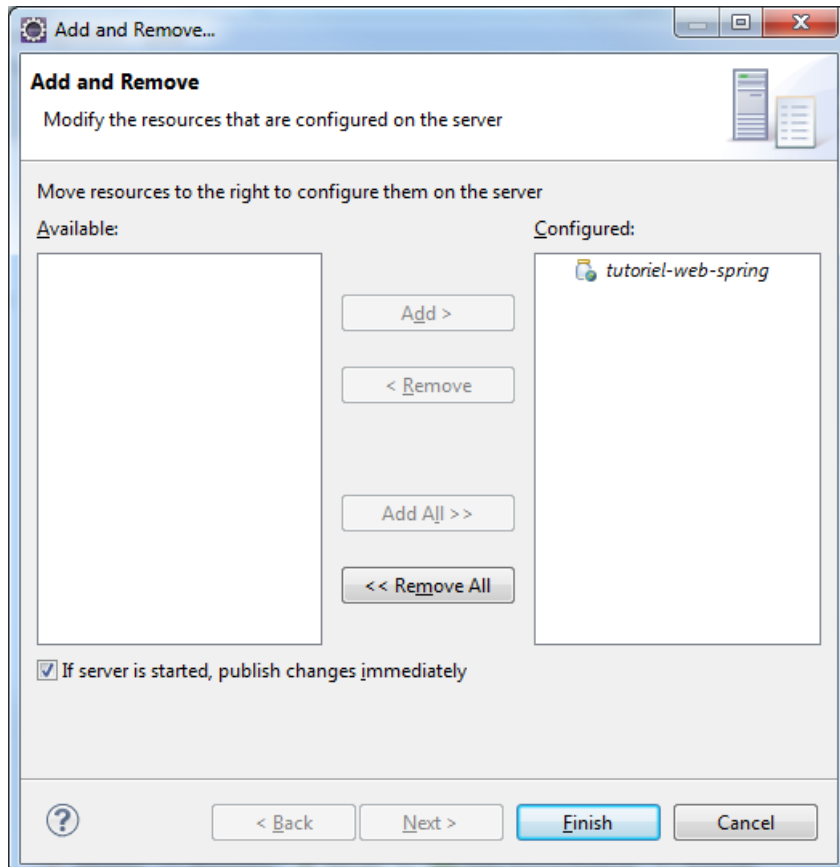 Add and Remove...
Add and Remove
Modify the resources that are configured on the server
Move resources to the right to configure them on the server
Available:
Configured:
tutoriel-web-spring
Add >
< Remove
Add All >>
<< Remove All
If server is started, publish changes immediately
?
< Back
Next >
Finish
Cancel